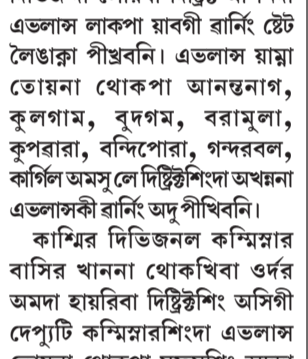 এভলান্স লাকপা য়াবগী ৱার্নিং ষ্টেট
লৈঙাক্না পীখ্রবনি। এভলান্স য়াম্না
তোয়না থোকপা আনন্তনাগ,
কুলগাম, বুদগম, বরামুলা,
কুপৱারা, বন্দিপোরা, গন্দরবল,
কার্গিল অমসু লে দিষ্ট্রিক্টশিংদা অখন্ননা
এভলান্সকী ৱার্নিং অদু পীখিবনি।
কাশ্মির দিভিজনল কম্মিস্নার
বাসির খাননা থোকখিবা ওর্দর
অমদা হায়রিবা দিষ্ট্রিক্টশিং অসিগী
দেপ্যুটি কম্মিস্নারশিংদা এভলান্স